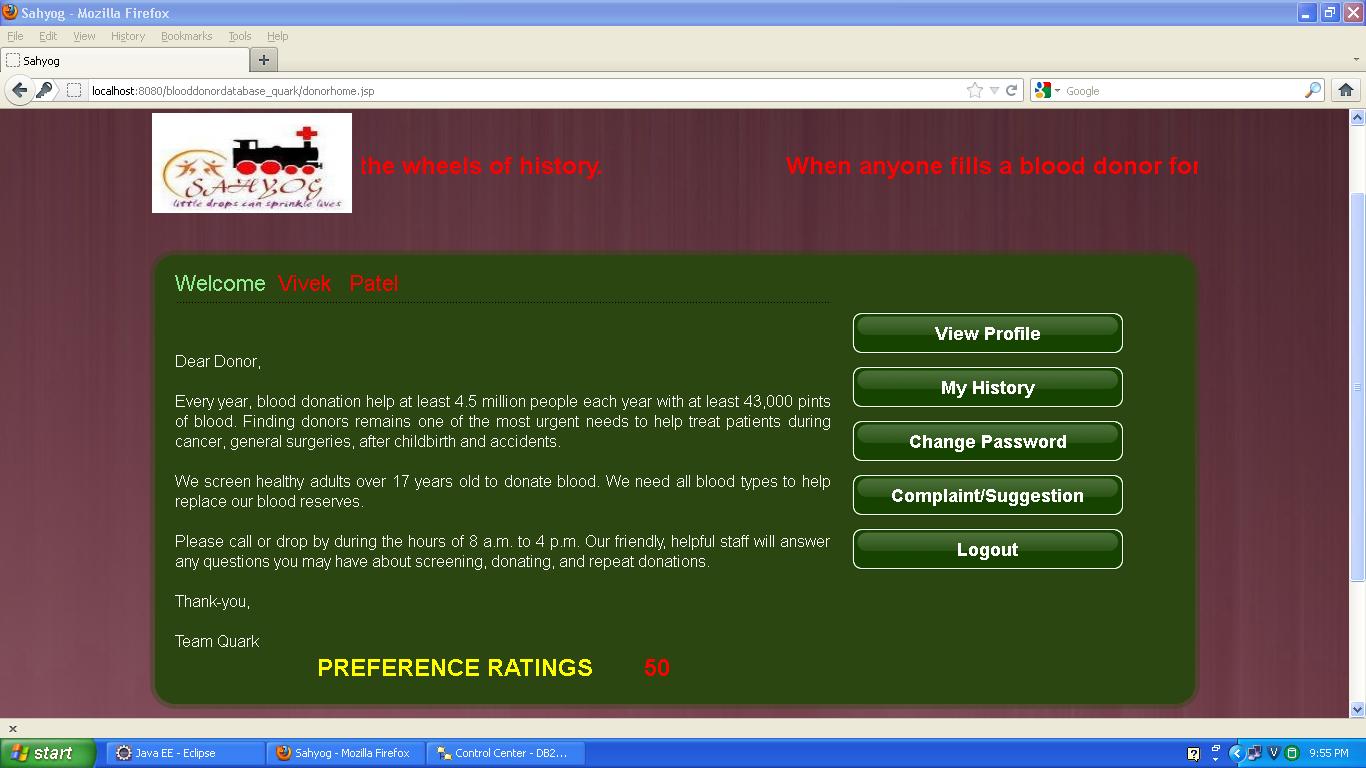 Sahyog - Mozilla Firefox
File Edit View History Bookmarks Tools Help
Sahyog
localhost:8080/blooddonordatabase_quark/donorhome.jsp
Google
SAHYOG
little drops can sprinkle lives
the wheels of history. When anyone fills a blood donor for
Welcome Vivek Patel
Dear Donor,
Every year, blood donation help at least 4.5 million people each year with at least 43,000 pints
of blood. Finding donors remains one of the most urgent needs to help treat patients during
cancer, general surgeries, after childbirth and accidents.
We screen healthy adults over 17 years old to donate blood. We need all blood types to help
replace our blood reserves.
Please call or drop by during the hours of 8 a.m. to 4 p.m. Our friendly, helpful staff will answer
any questions you may have about screening, donating, and repeat donations.
Thank-you,
Team Quark
PREFERENCE RATINGS 50
View Profile
My History
Change Password
Complaint/Suggestion
Logout
start
Java EE - Eclipse
Sahyog - Mozilla Firefox
Control Center - DB2...
9:55 PM